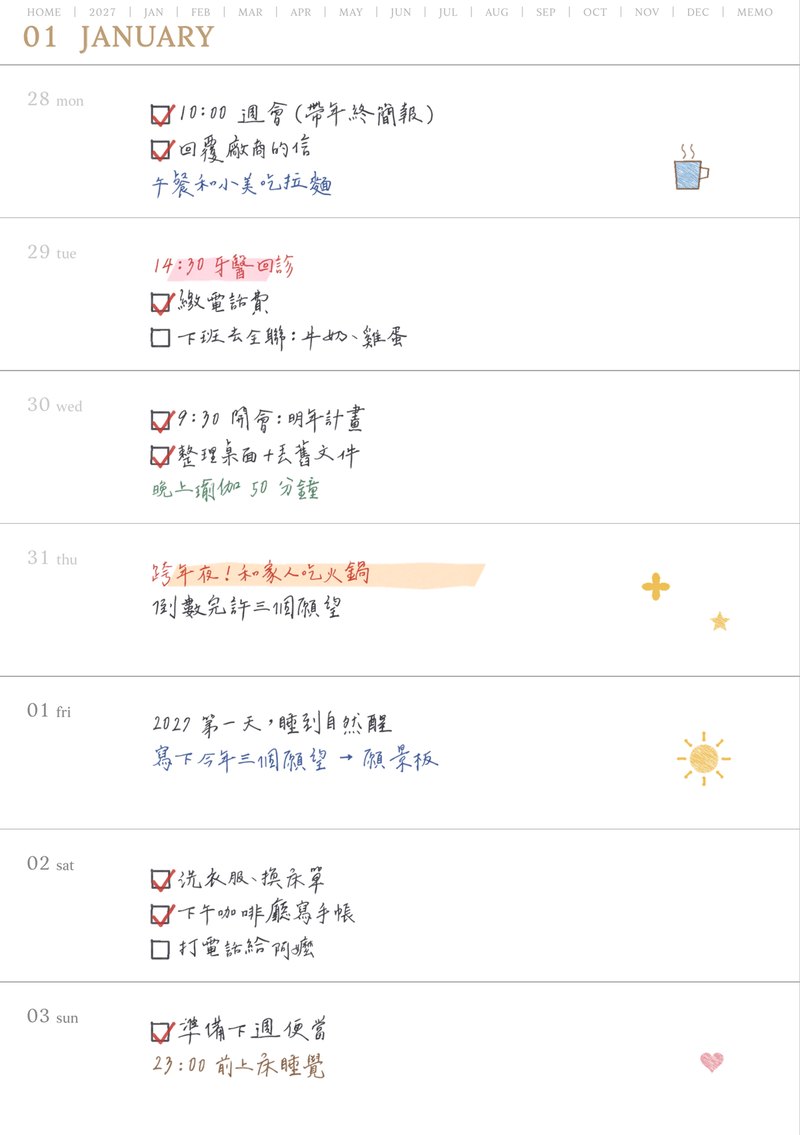 HOME | 2027 | JAN | FEB | MAR | APR | MAY | JUN | JUL | AUG | SEP | OCT | NOV | DEC | MEMO
01 JANUARY
28 mon
10:00 週會(帶年終簡報)
回覆廠商的信
午餐和小美吃拉麵
29 tue
14:30 牙醫回診
繳電話費
下班去全聯:牛奶、雞蛋
30 wed
9:30 開會:明年計畫
整理桌面+丟舊文件
晚上瑜伽 50 分鐘
31 thu
跨年夜!和家人吃火鍋
倒數完許三個願望
01 fri
2027 第一天,睡到自然醒
寫下今年三個願望 → 願景板
02 sat
洗衣服、換床單
下午咖啡廳寫手帳
打電話給阿嬤
03 sun
準備下週便當
23:00 前上床睡覺